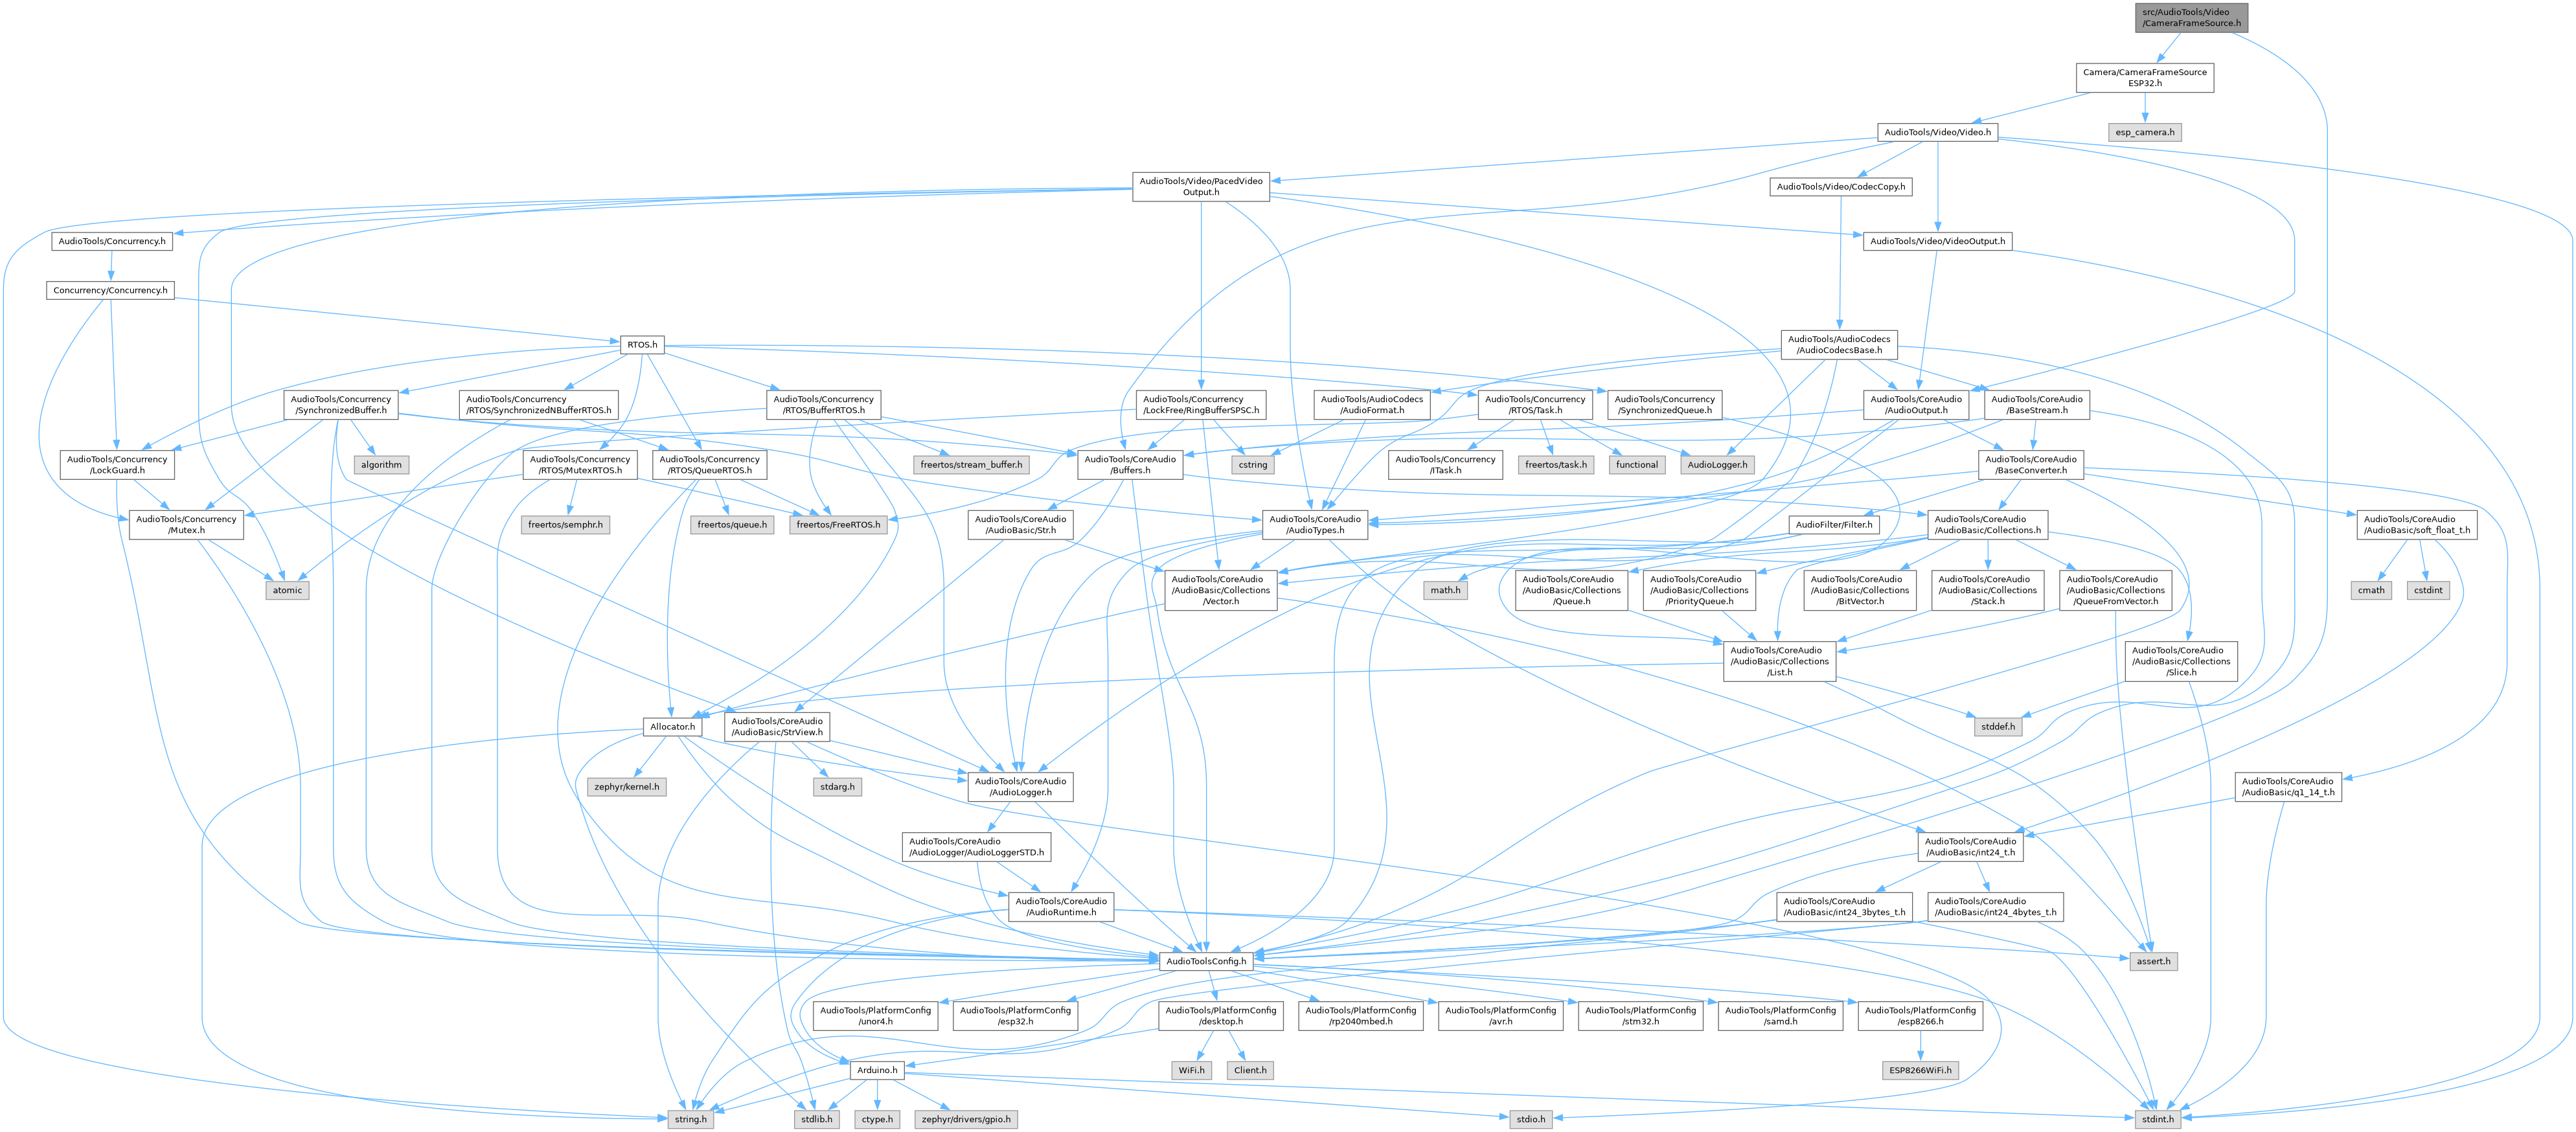 src/AudioTools/Video
/CameraFrameSource.h
Camera/CameraFrameSource
ESP32.h
AudioTools/Video/Video.h
esp_camera.h
AudioTools/Video/PacedVideo
Output.h
AudioTools/Video/CodecCopy.h
AudioTools/Concurrency.h
AudioTools/Video/VideoOutput.h
Concurrency/Concurrency.h
RTOS.h
AudioTools/AudioCodecs
/AudioCodecsBase.h
AudioTools/Concurrency
/SynchronizedBuffer.h
AudioTools/Concurrency
/RTOS/SynchronizedNBufferRTOS.h
AudioTools/Concurrency
/RTOS/BufferRTOS.h
AudioTools/Concurrency
/LockFree/RingBufferSPSC.h
AudioTools/AudioCodecs
/AudioFormat.h
AudioTools/Concurrency
/RTOS/Task.h
AudioTools/Concurrency
/SynchronizedQueue.h
AudioTools/CoreAudio
/AudioOutput.h
AudioTools/CoreAudio
/BaseStream.h
AudioTools/Concurrency
/LockGuard.h
algorithm
AudioTools/Concurrency
/RTOS/MutexRTOS.h
AudioTools/Concurrency
/RTOS/QueueRTOS.h
freertos/stream_buffer.h
AudioTools/CoreAudio
/Buffers.h
cstring
AudioTools/Concurrency
/ITask.h
freertos/task.h
functional
AudioLogger.h
AudioTools/CoreAudio
/BaseConverter.h
AudioTools/Concurrency
/Mutex.h
freertos/semphr.h
freertos/queue.h
freertos/FreeRTOS.h
AudioTools/CoreAudio
/AudioBasic/Str.h
AudioTools/CoreAudio
/AudioTypes.h
AudioFilter/Filter.h
AudioTools/CoreAudio
/AudioBasic/Collections.h
AudioTools/CoreAudio
/AudioBasic/soft_float_t.h
atomic
AudioTools/CoreAudio
/AudioBasic/Collections
/Vector.h
math.h
AudioTools/CoreAudio
/AudioBasic/Collections
/Queue.h
AudioTools/CoreAudio
/AudioBasic/Collections
/PriorityQueue.h
AudioTools/CoreAudio
/AudioBasic/Collections
/BitVector.h
AudioTools/CoreAudio
/AudioBasic/Collections
/Stack.h
AudioTools/CoreAudio
/AudioBasic/Collections
/QueueFromVector.h
cmath
cstdint
AudioTools/CoreAudio
/AudioBasic/Collections
/List.h
AudioTools/CoreAudio
/AudioBasic/Collections
/Slice.h
Allocator.h
AudioTools/CoreAudio
/AudioBasic/StrView.h
stddef.h
zephyr/kernel.h
stdarg.h
AudioTools/CoreAudio
/AudioLogger.h
AudioTools/CoreAudio
/AudioBasic/q1_14_t.h
AudioTools/CoreAudio
/AudioLogger/AudioLoggerSTD.h
AudioTools/CoreAudio
/AudioBasic/int24_t.h
AudioTools/CoreAudio
/AudioRuntime.h
AudioTools/CoreAudio
/AudioBasic/int24_3bytes_t.h
AudioTools/CoreAudio
/AudioBasic/int24_4bytes_t.h
AudioToolsConfig.h
assert.h
AudioTools/PlatformConfig
/unor4.h
AudioTools/PlatformConfig
/esp32.h
AudioTools/PlatformConfig
/desktop.h
AudioTools/PlatformConfig
/rp2040mbed.h
AudioTools/PlatformConfig
/avr.h
AudioTools/PlatformConfig
/stm32.h
AudioTools/PlatformConfig
/samd.h
AudioTools/PlatformConfig
/esp8266.h
Arduino.h
WiFi.h
Client.h
ESP8266WiFi.h
string.h
stdlib.h
ctype.h
zephyr/drivers/gpio.h
stdio.h
stdint.h